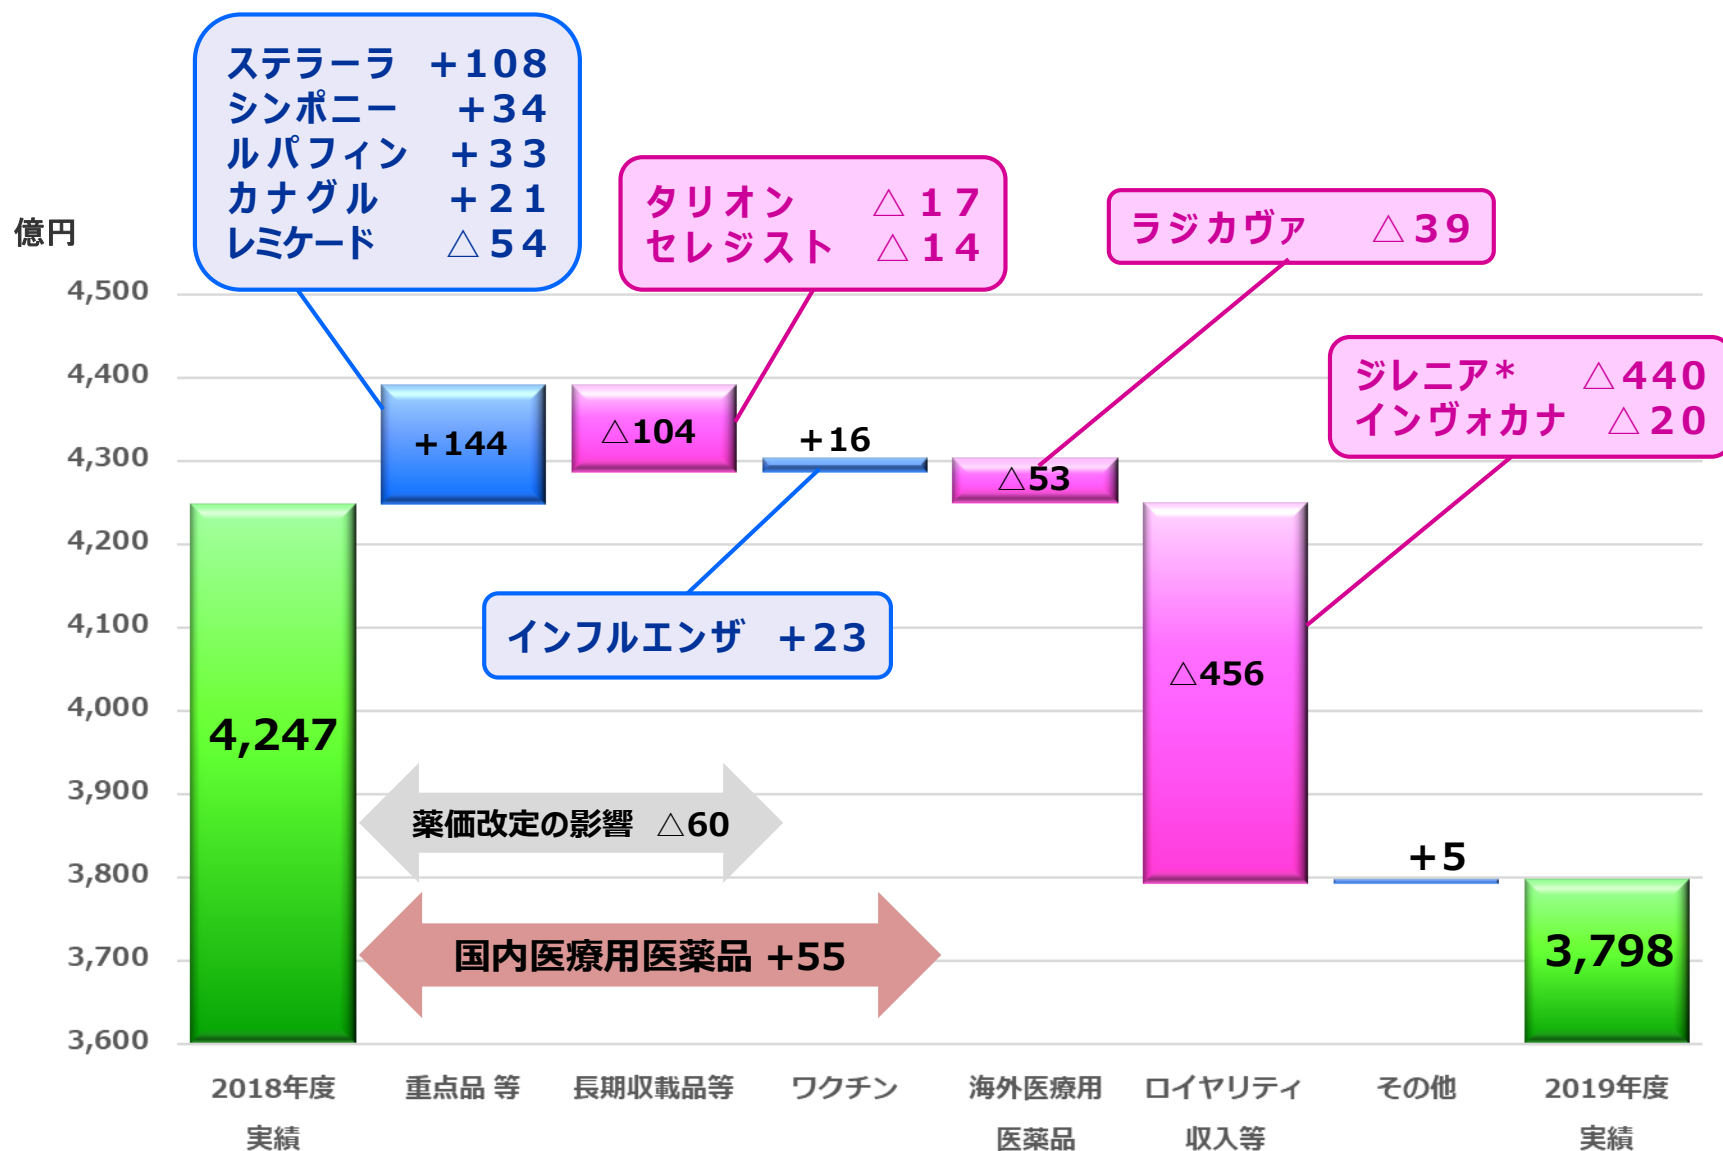 ステラーラ +108
シンポニー +34
ルパフィン +33
カナグル +21
レミケード △54
タリオン △17
セレジスト △14
ラジカヴァ △39
ジレニア* △440
インヴォカナ △20
億円
4,500
4,400
4,300
4,200
4,100
4,000
3,900
3,800
3,700
3,600
4,247
+144
△104
+16
△53
△456
+5
3,798
インフルエンザ +23
薬価改定の影響 △60
国内医療用医薬品 +55
2018年度
実績
重点品 等
長期収載品等
ワクチン
海外医療用
医薬品
ロイヤリティ
収入等
その他
2019年度
実績